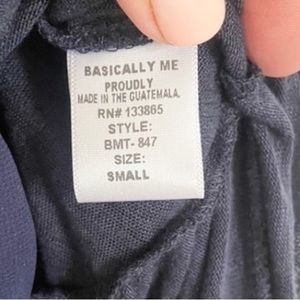 BASICALLY ME
PROUDLY
MADE IN THE GUATEMALA.
RN# 133865
STYLE:
BMT- 847
SIZE:
SMALL